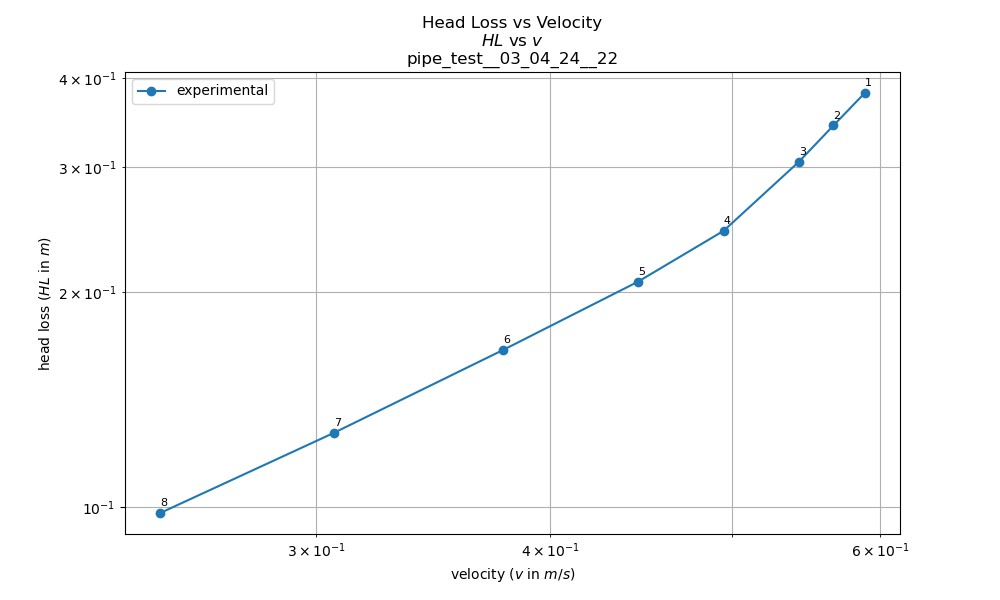 Head Loss vs Velocity
HL vs v
pipe_test__03_04_24__22
experimental
4 × 10⁻¹
3 × 10⁻¹
2 × 10⁻¹
10⁻¹
head loss (HL in m)
1
2
3
4
5
6
7
8
3 × 10⁻¹
4 × 10⁻¹
6 × 10⁻¹
velocity (v in m/s)